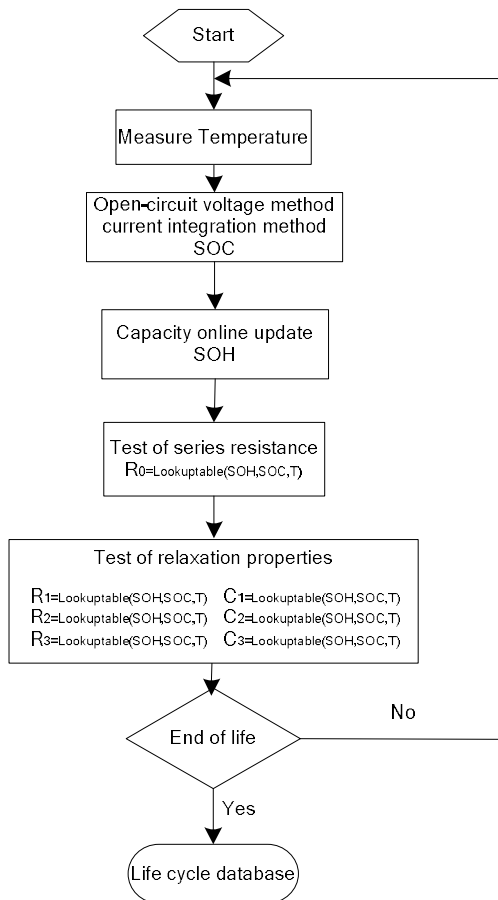 Start
Measure Temperature
Open-circuit voltage method
current integration method
SOC
Capacity online update
SOH
Test of series resistance
R0=Lookuptable(SOH,SOC,T)
Test of relaxation properties
R1=Lookuptable(SOH,SOC,T) C1=Lookuptable(SOH,SOC,T)
R2=Lookuptable(SOH,SOC,T) C2=Lookuptable(SOH,SOC,T)
R3=Lookuptable(SOH,SOC,T) C3=Lookuptable(SOH,SOC,T)
No
End of life
Yes
Life cycle database